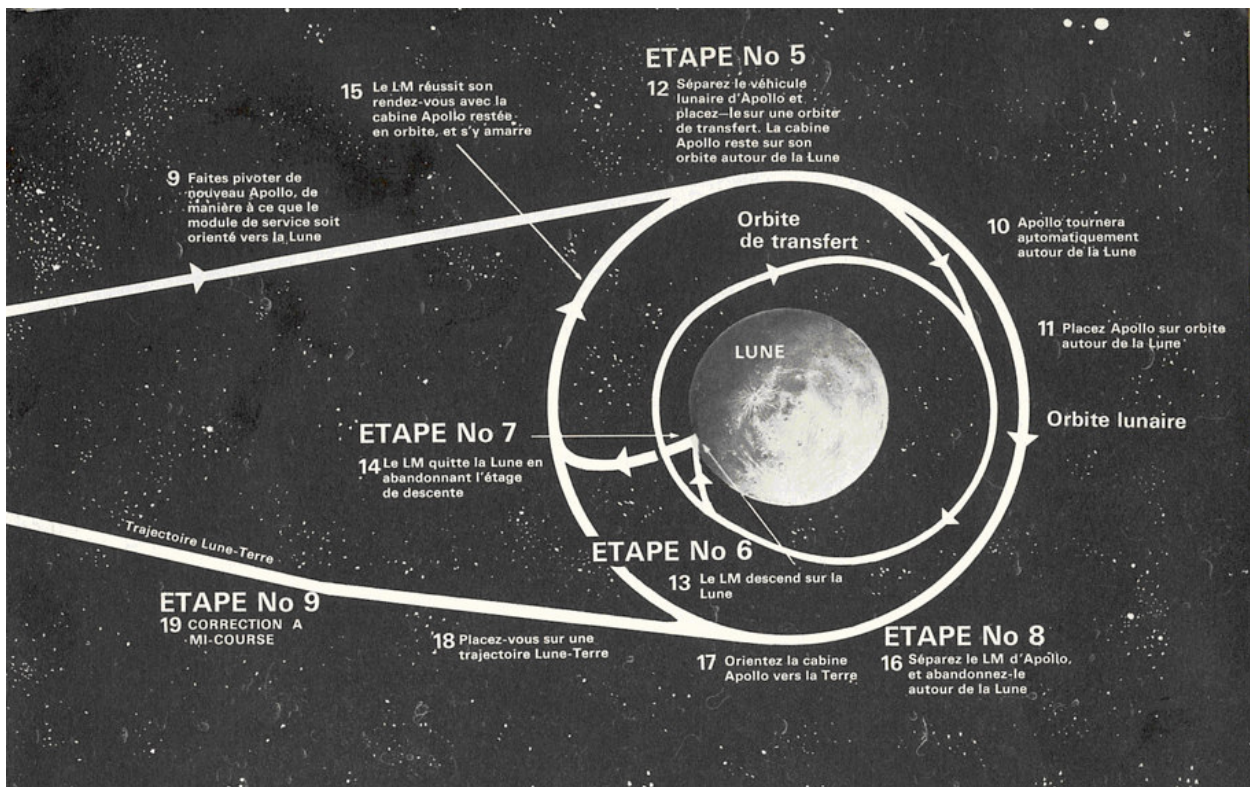 ETAPE No 5
12 Séparez le véhicule
lunaire d'Apollo et
placez—le sur une orbite
de transfert. La cabine
Apollo reste sur son
orbite autour de la Lune
15 Le LM réussit son
rendez-vous avec la
cabine Apollo restée
en orbite, et s'y amarre
9 Faites pivoter de
nouveau Apollo, de
manière à ce que le
module de service soit
orienté vers la Lune
Orbite
de transfert
10 Apollo tournera
automatiquement
autour de la Lune
11 Placez Apollo sur orbite
autour de la Lune
LUNE
Orbite lunaire
ETAPE No 7
14 Le LM quitte la Lune en
abandonnant l'étage
de descente
ETAPE No 6
13 Le LM descend sur la
Lune
Trajectoire Lune-Terre
ETAPE No 9
19 CORRECTION A
MI-COURSE
18 Placez-vous sur une
trajectoire Lune-Terre
17 Orientez la cabine
Apollo vers la Terre
ETAPE No 8
16 Séparez le LM d'Apollo,
et abandonnez-le
autour de la Lune